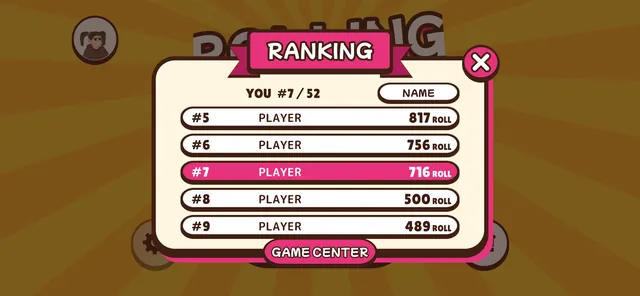 RANKING
YOU #7 / 52
NAME
#5 PLAYER 817 ROLL
#6 PLAYER 756 ROLL
#7 PLAYER 716 ROLL
#8 PLAYER 500 ROLL
#9 PLAYER 489 ROLL
GAME CENTER